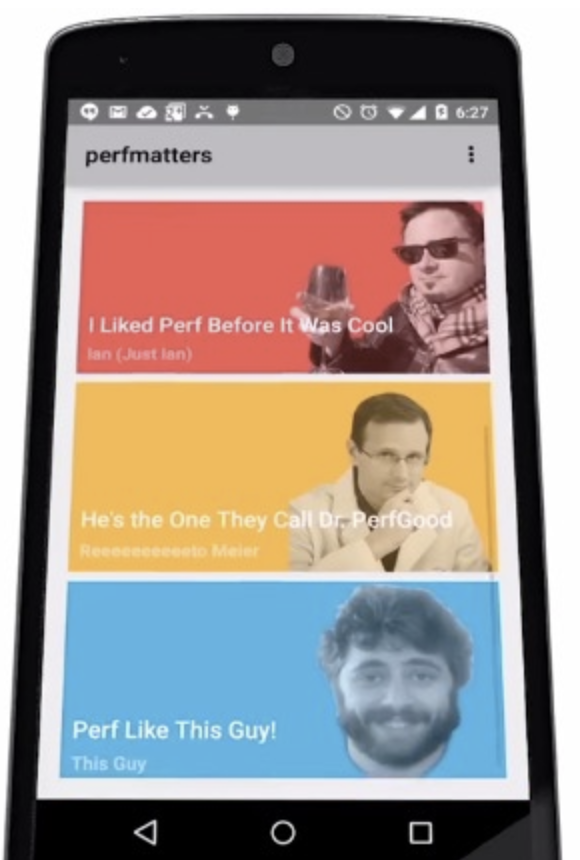 6:27
perfmatters
I Liked Perf Before It Was Cool
Ian (Just Ian)
He's the One They Call Dr. PerfGood
Reeeeeeeeeeto Meier
Perf Like This Guy!
This Guy